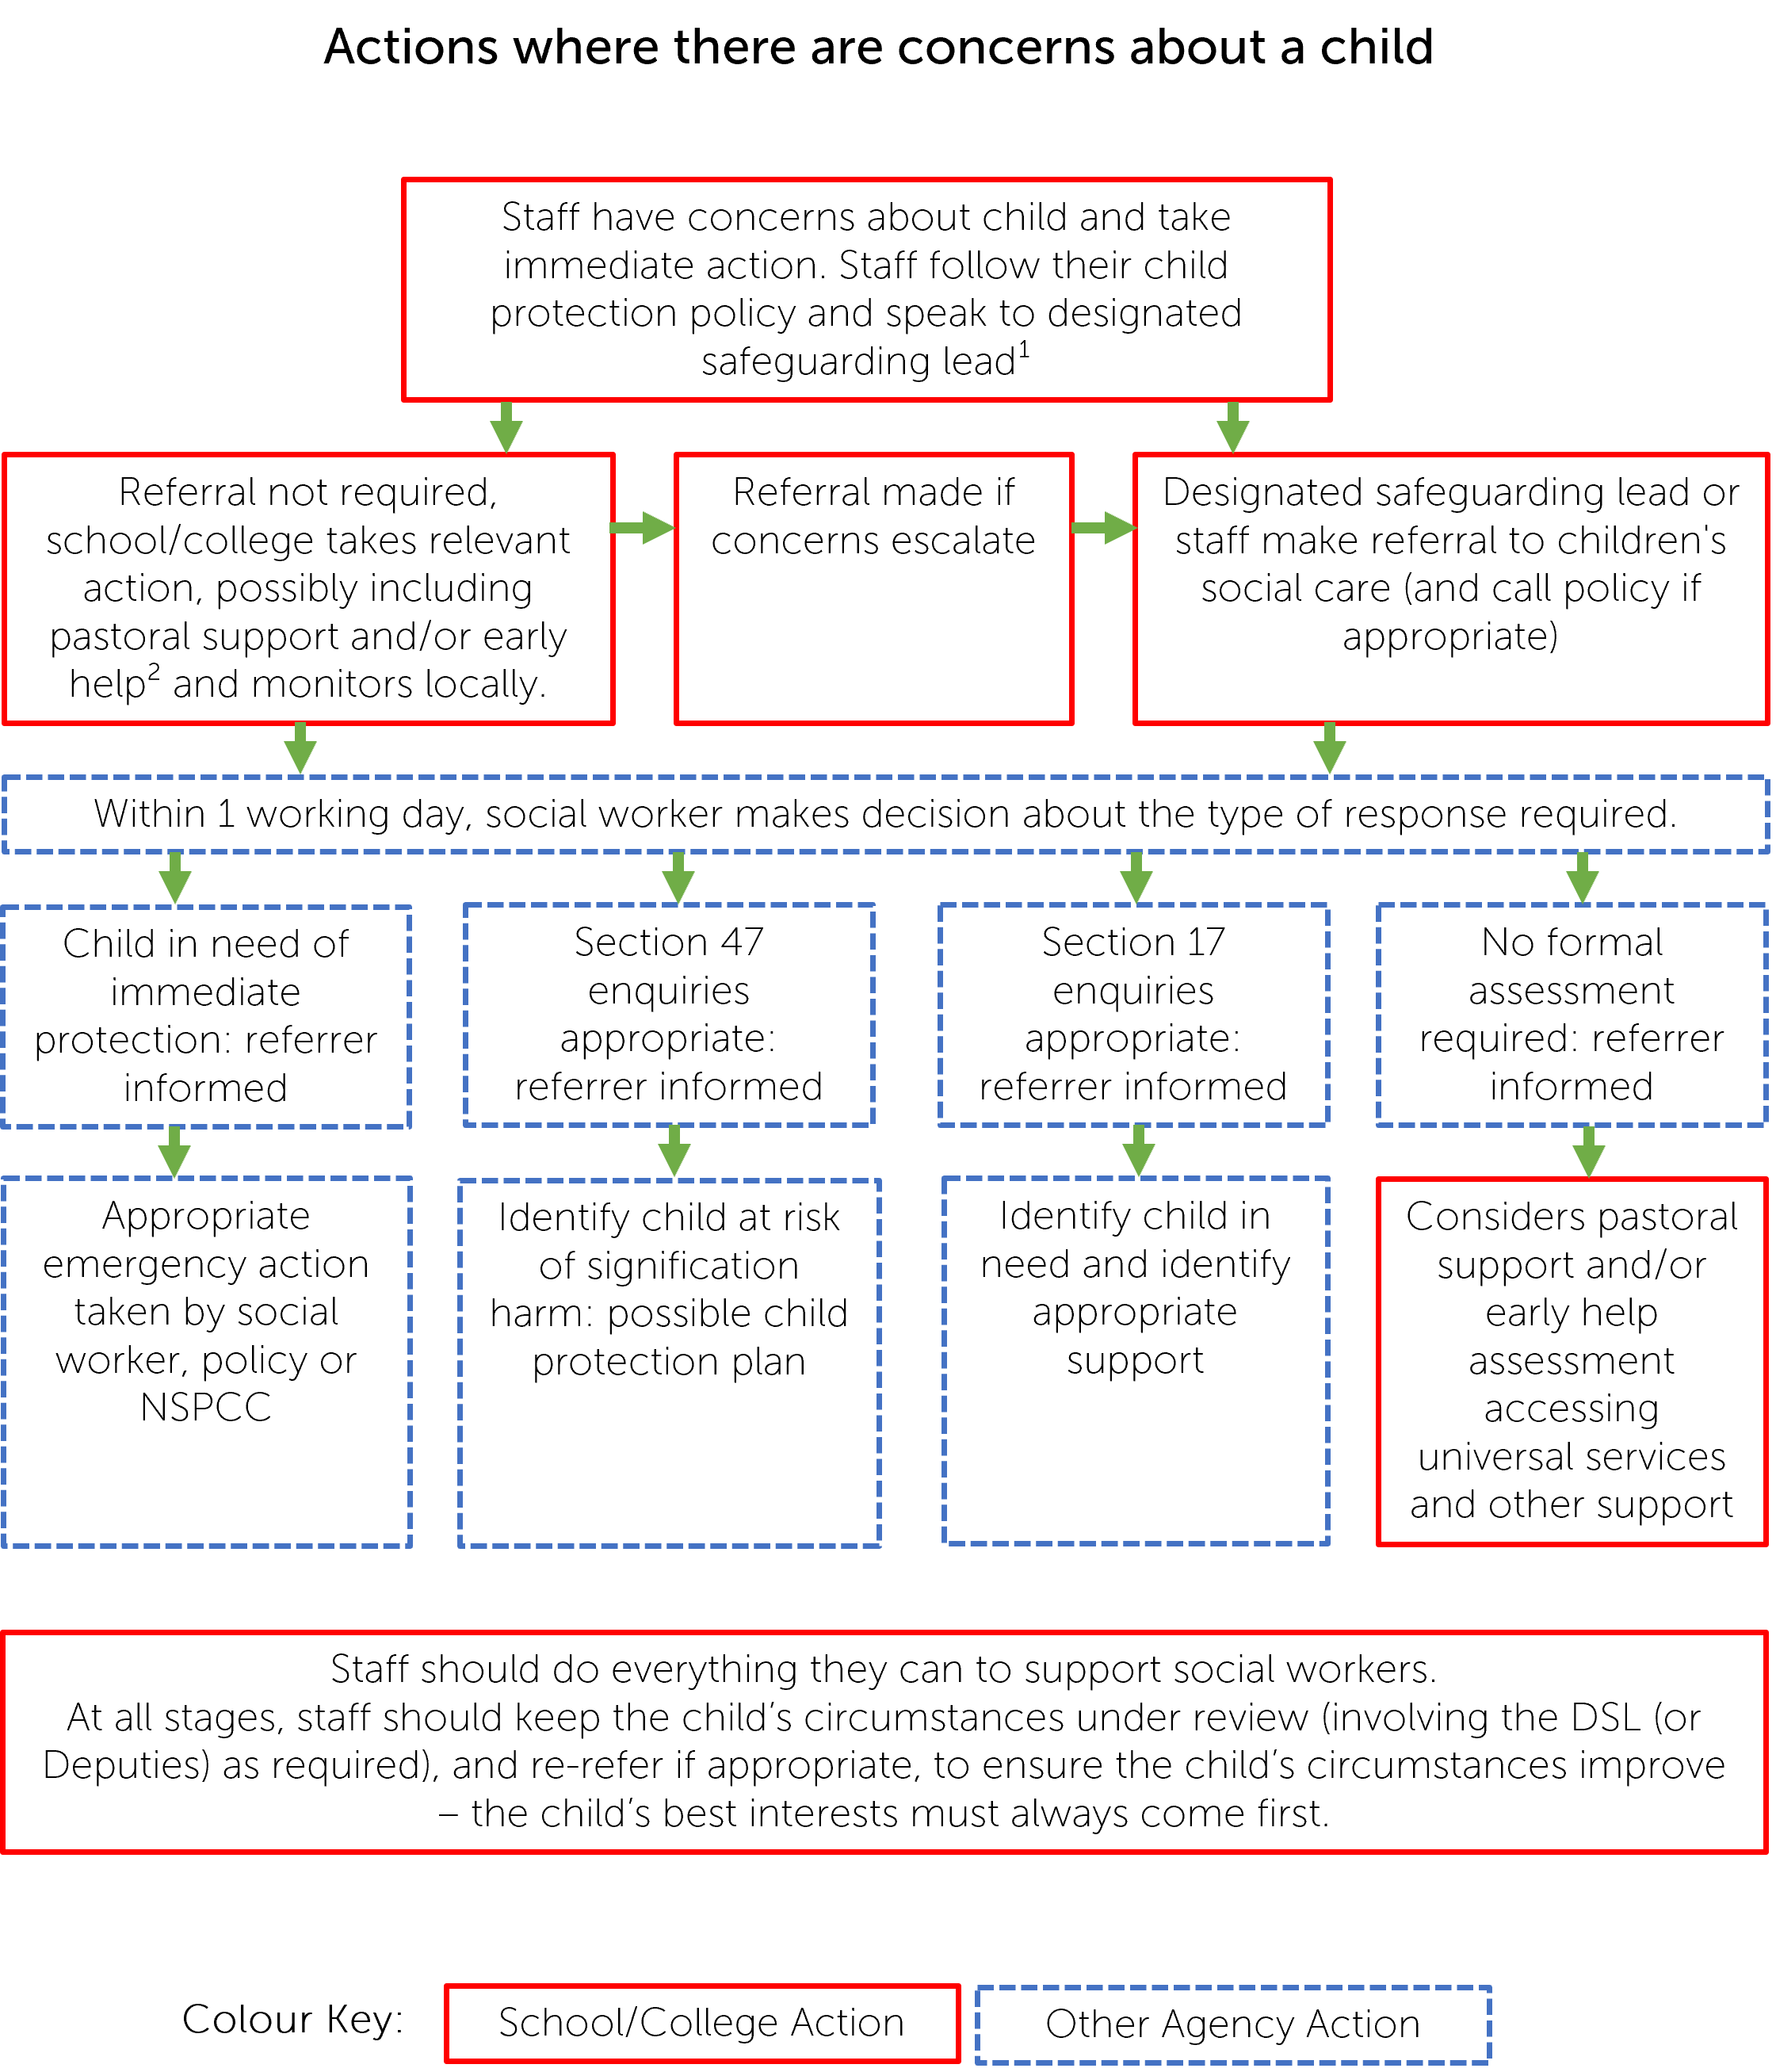 Actions where there are concerns about a child
Staff have concerns about child and take
immediate action. Staff follow their child
protection policy and speak to designated
safeguarding lead1
Referral not required,
school/college takes relevant
action, possibly including
pastoral support and/or early
help2 and monitors locally.
Referral made if
concerns escalate
Designated safeguarding lead or
staff make referral to children's
social care (and call policy if
appropriate)
Within 1 working day, social worker makes decision about the type of response required.
Child in need of
immediate
protection: referrer
informed
Section 47
enquiries
appropriate:
referrer informed
Section 17
enquiries
appropriate:
referrer informed
No formal
assessment
required: referrer
informed
Appropriate
emergency action
taken by social
worker, policy or
NSPCC
Identify child at risk
of signification
harm: possible child
protection plan
Identify child in
need and identify
appropriate
support
Considers pastoral
support and/or
early help
assessment
accessing
universal services
and other support
Staff should do everything they can to support social workers.
At all stages, staff should keep the child’s circumstances under review (involving the DSL (or
Deputies) as required), and re-refer if appropriate, to ensure the child’s circumstances improve
– the child’s best interests must always come first.
Colour Key:
School/College Action
Other Agency Action